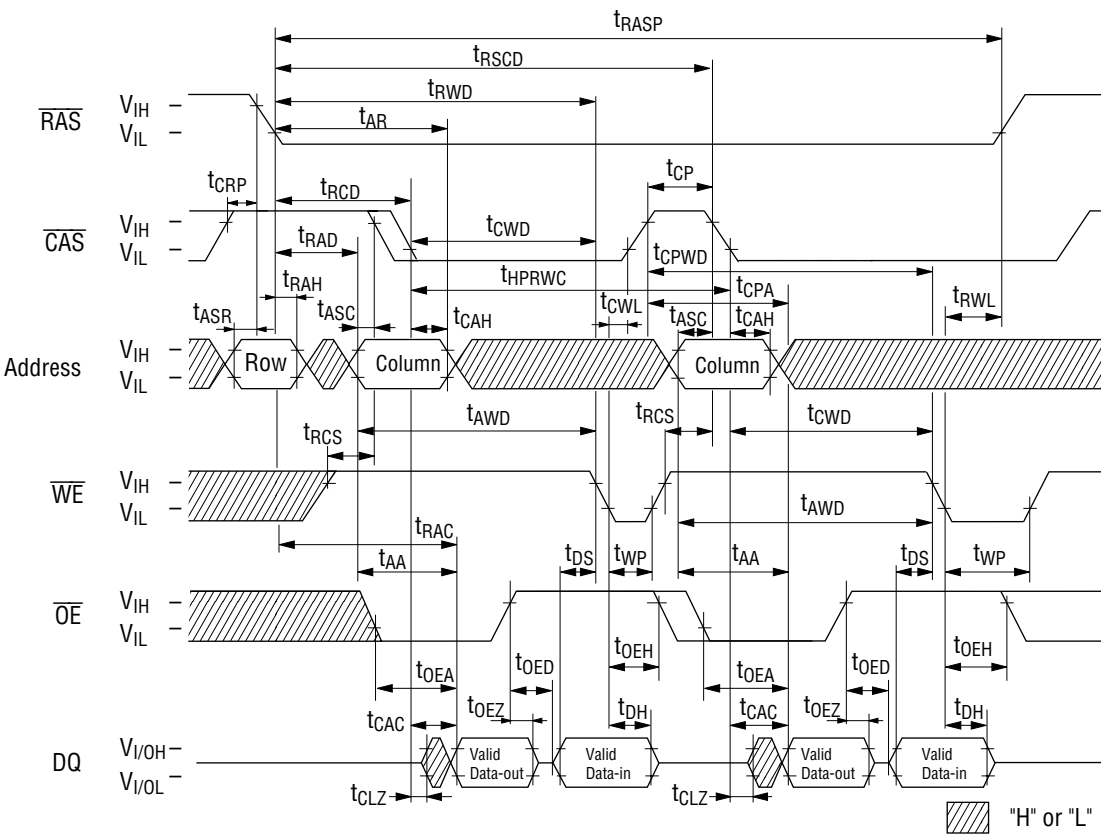 tRASP
tRSCD
tRWD
tAR
RAS VIH
VIL
tCRP tRCD tCP
CAS VIH
VIL
tCWD
tRAD tCPWD
tHPRWC
tRAH tCPA
tASR tASC tCAH tCWL tASC tCAH tRWL
Address VIH
VIL
Row Column Column
tAWD tRCS tCWD
tRCS
WE VIH
VIL
tRAC tAWD
tAA tDS tWP tAA tDS tWP
OE VIH
VIL
tOEA tOED tOEH tOEA tOED tOEH
tCAC tOEZ tDH tCAC tOEZ tDH
DQ VI/OH
VI/OL
Valid Data-out
Valid Data-in
Valid Data-out
Valid Data-in
tCLZ tCLZ
"H" or "L"